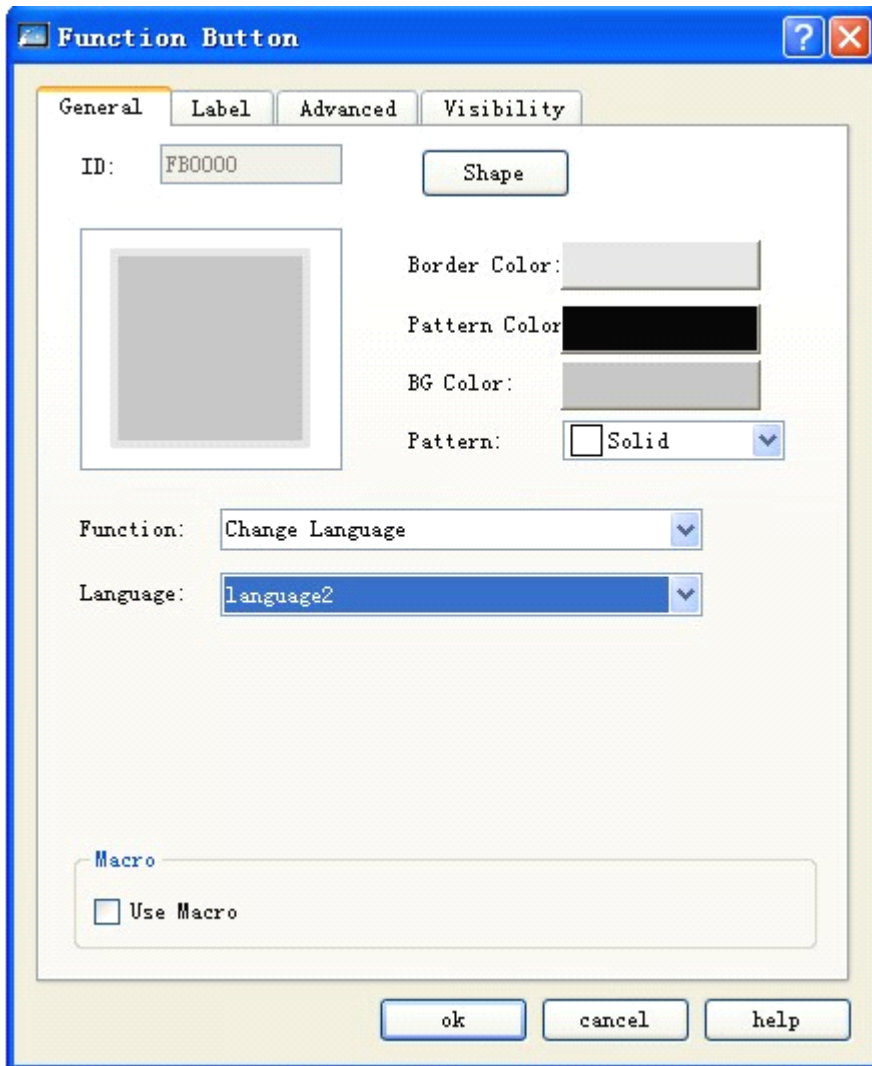 Function Button
General Label Advanced Visibility
ID: FB0000 Shape
Border Color:
Pattern Color
BG Color:
Pattern: Solid
Function: Change Language
Language: language2
Macro
Use Macro
ok cancel help